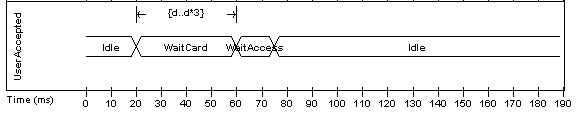 {d..d*3}
UserAccepted
Idle WaitCard WaitAccess Idle
Time (ms) 0 10 20 30 40 50 60 70 80 90 100 110 120 130 140 150 160 170 180 190